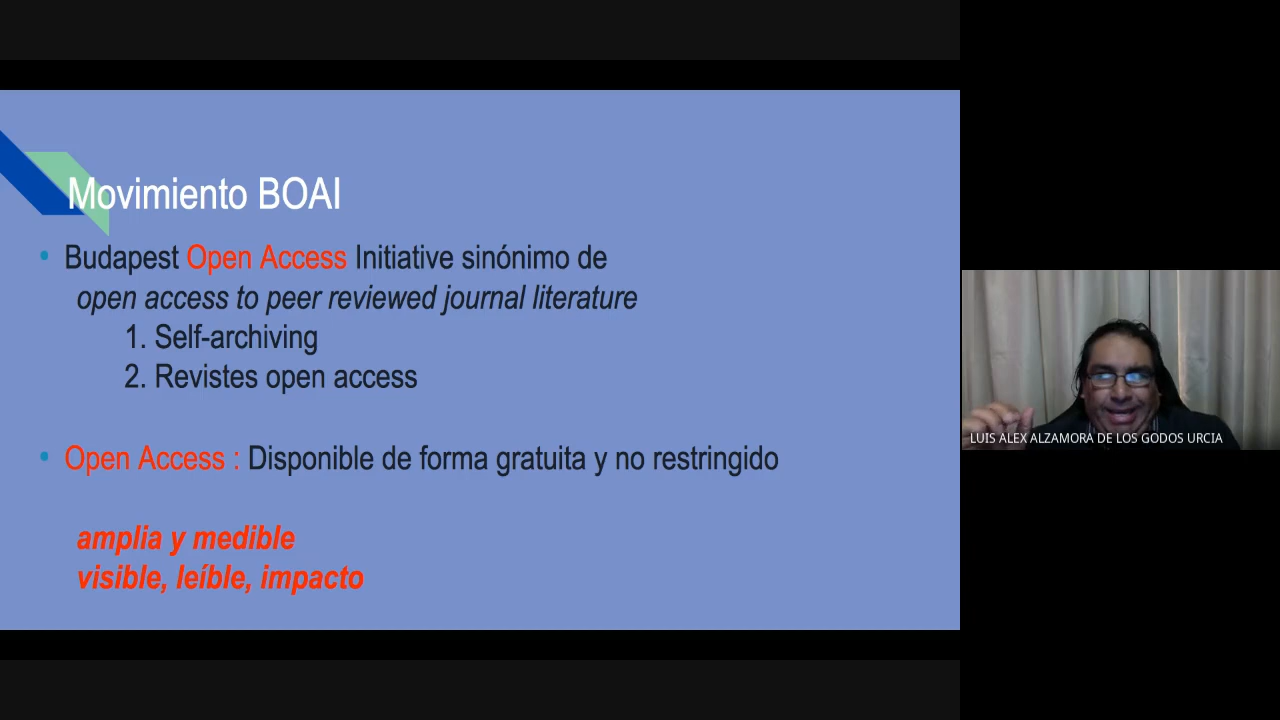 Movimiento BOAI
• Budapest Open Access Initiative sinónimo de
open access to peer reviewed journal literature
1. Self-archiving
2. Revistes open access
• Open Access : Disponible de forma gratuita y no restringido
amplia y medible
visible, leíble, impacto
LUIS ALEX ALZAMORA DE LOS GODOS URCIA